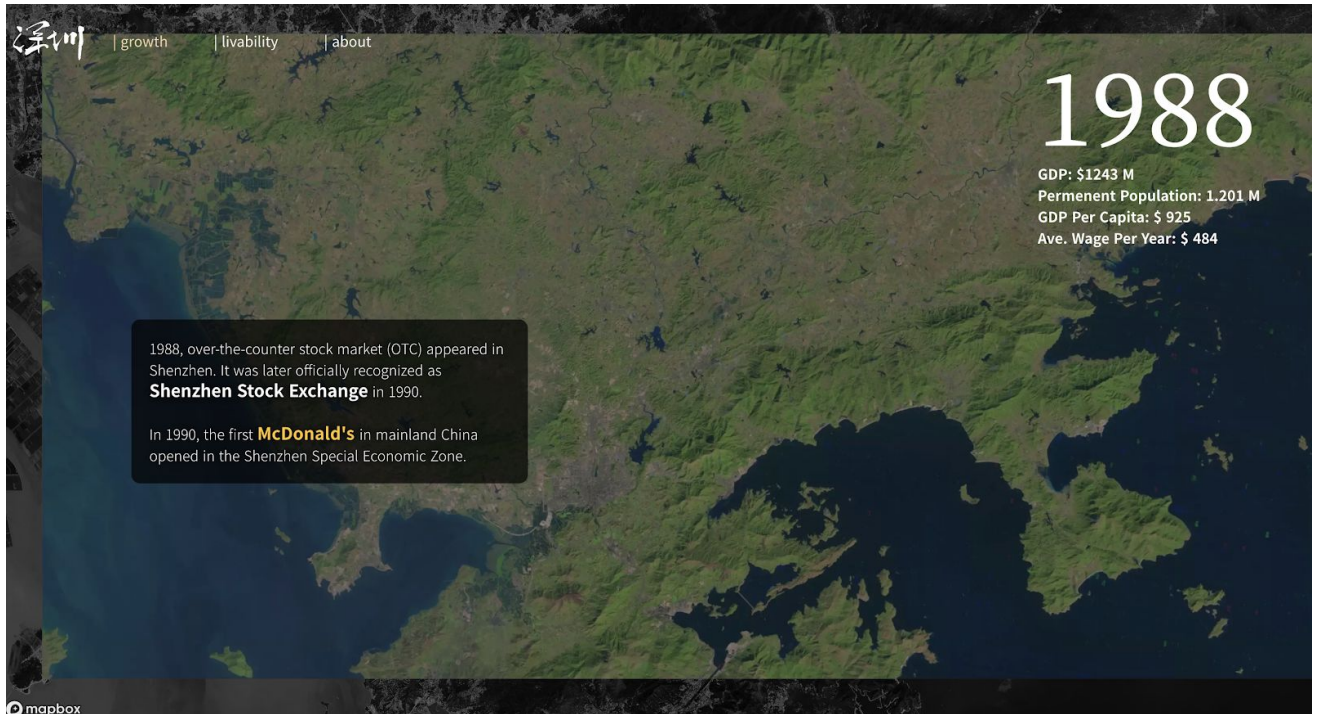 深圳
| growth
| livability
| about
1988
GDP: $1243 M
Permenent Population: 1.201 M
GDP Per Capita: $ 925
Ave. Wage Per Year: $ 484
1988, over-the-counter stock market (OTC) appeared in
Shenzhen. It was later officially recognized as
Shenzhen Stock Exchange in 1990.
In 1990, the first McDonald's in mainland China
opened in the Shenzhen Special Economic Zone.
mapbox